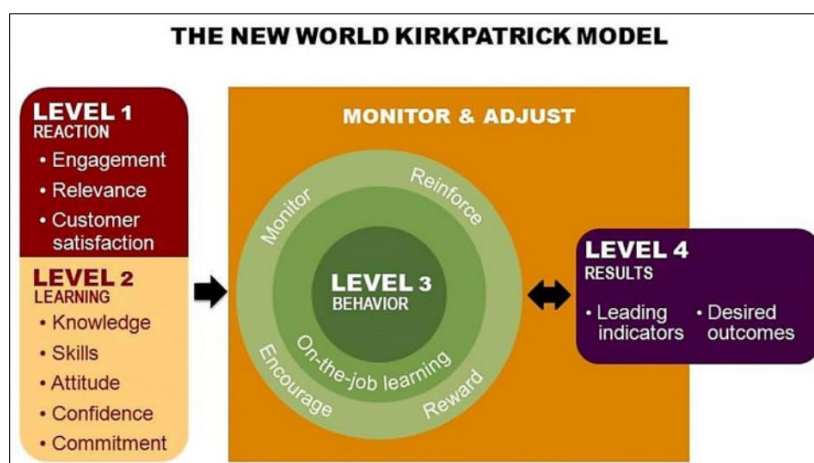 THE NEW WORLD KIRKPATRICK MODEL
LEVEL 1
REACTION
• Engagement
• Relevance
• Customer
satisfaction
LEVEL 2
LEARNING
• Knowledge
• Skills
• Attitude
• Confidence
• Commitment
MONITOR & ADJUST
Monitor
Reinforce
LEVEL 3
BEHAVIOR
On-the-job learning
Encourage
Reward
LEVEL 4
RESULTS
• Leading
indicators
• Desired
outcomes